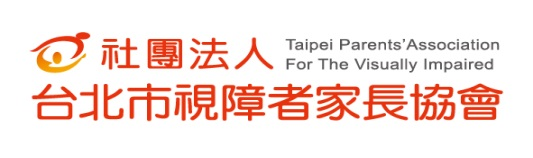 社團法人
Taipei Parents'Association
For The Visually Impaired
台北市視障者家長協會